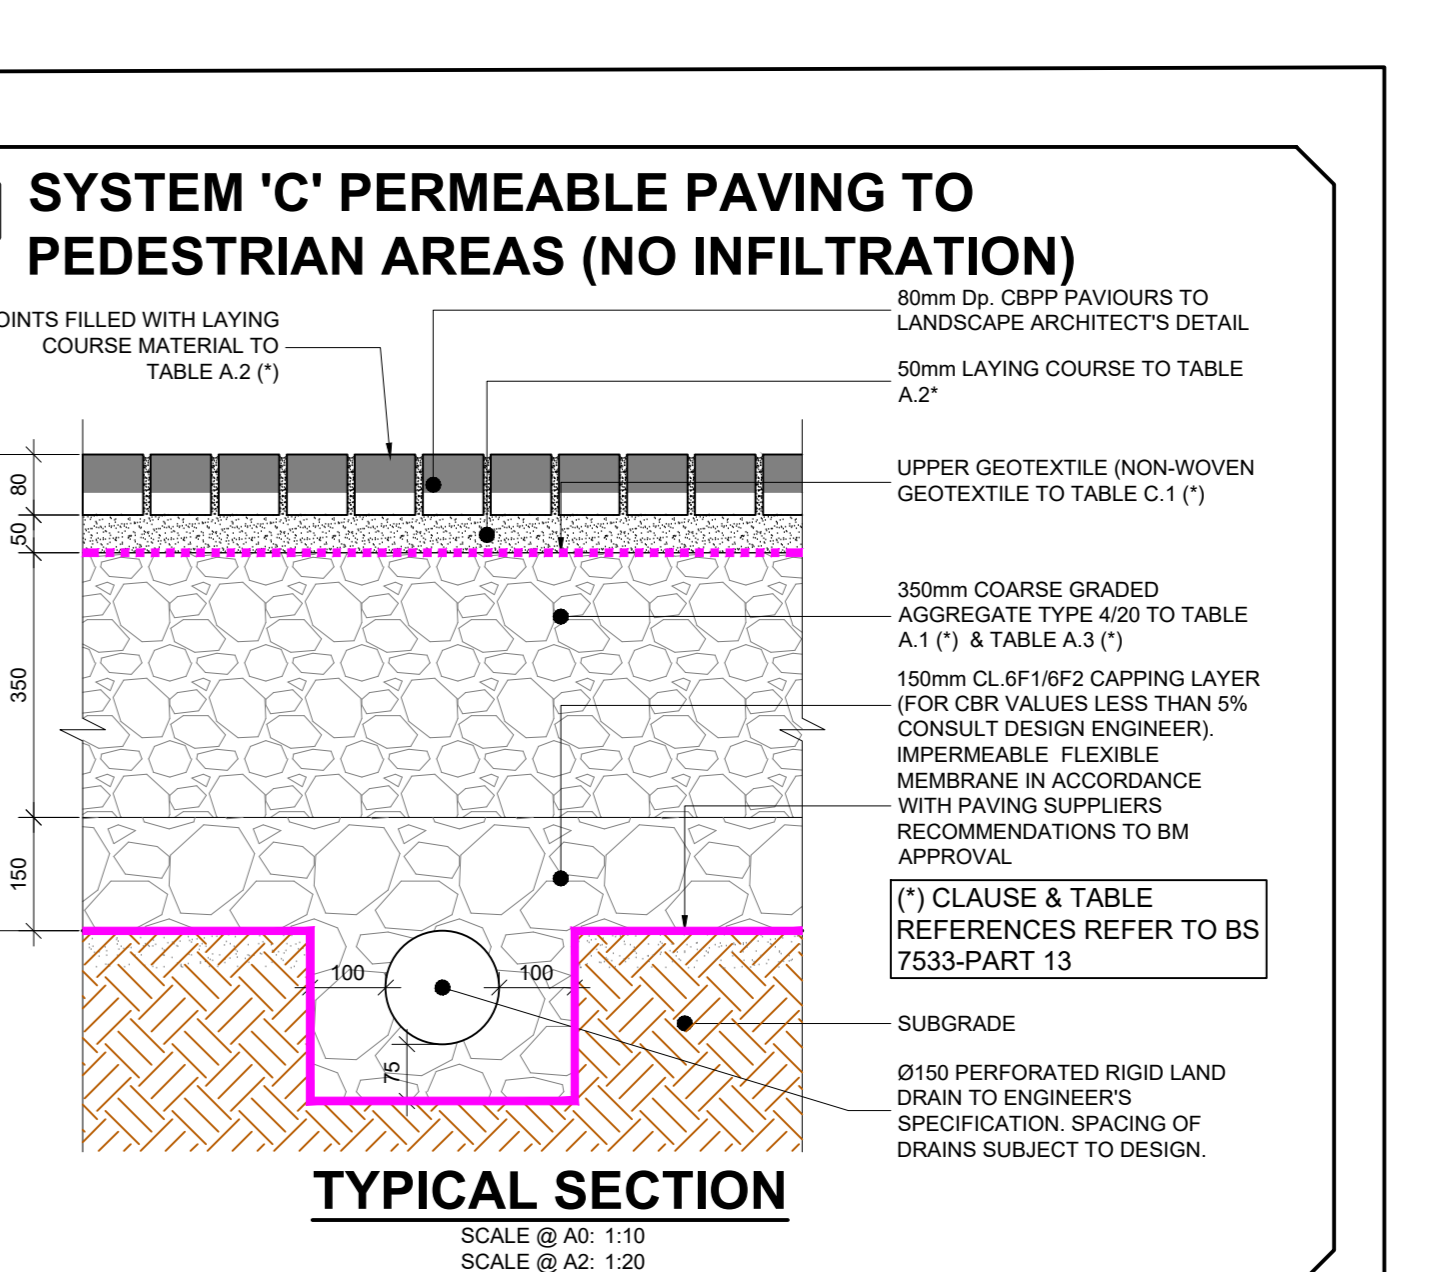 SYSTEM 'C' PERMEABLE PAVING TO
PEDESTRIAN AREAS (NO INFILTRATION)
FILLED WITH LAYING
COURSE MATERIAL TO
TABLE A.2 (*)
80mm Dp. CBPP PAVIOURS TO
LANDSCAPE ARCHITECT'S DETAIL
50mm LAYING COURSE TO TABLE
A.2*
UPPER GEOTEXTILE (NON-WOVEN
GEOTEXTILE TO TABLE C.1 (*)
350mm COARSE GRADED
AGGREGATE TYPE 4/20 TO TABLE
A.1 (*) & TABLE A.3 (*)
150mm CL.6F1/6F2 CAPPING LAYER
(FOR CBR VALUES LESS THAN 5%
CONSULT DESIGN ENGINEER).
IMPERMEABLE FLEXIBLE
MEMBRANE IN ACCORDANCE
WITH PAVING SUPPLIERS
RECOMMENDATIONS TO BM
APPROVAL
(*) CLAUSE & TABLE
REFERENCES REFER TO BS
7533-PART 13
SUBGRADE
Ø150 PERFORATED RIGID LAND
DRAIN TO ENGINEER'S
SPECIFICATION. SPACING OF
DRAINS SUBJECT TO DESIGN.
80
50
350
150
100
100
75
TYPICAL SECTION
SCALE @ A0: 1:10
SCALE @ A2: 1:20